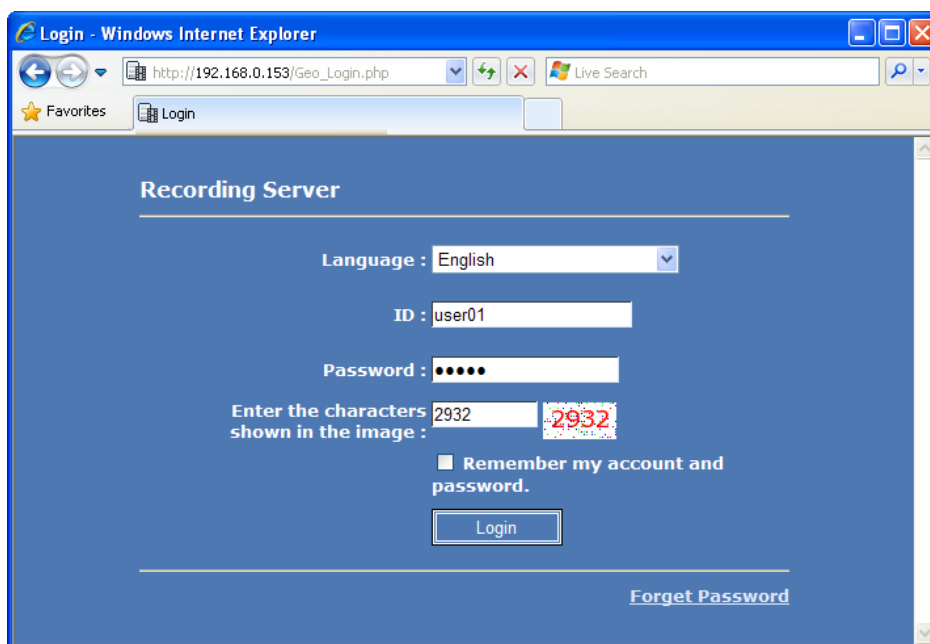 Login - Windows Internet Explorer
http://192.168.0.153/Geo_Login.php
Live Search
Favorites
Login
Recording Server
Language : English
ID : user01
Password : •••••
Enter the characters
shown in the image : 2932 2932
Remember my account and
password.
Login
Forget Password